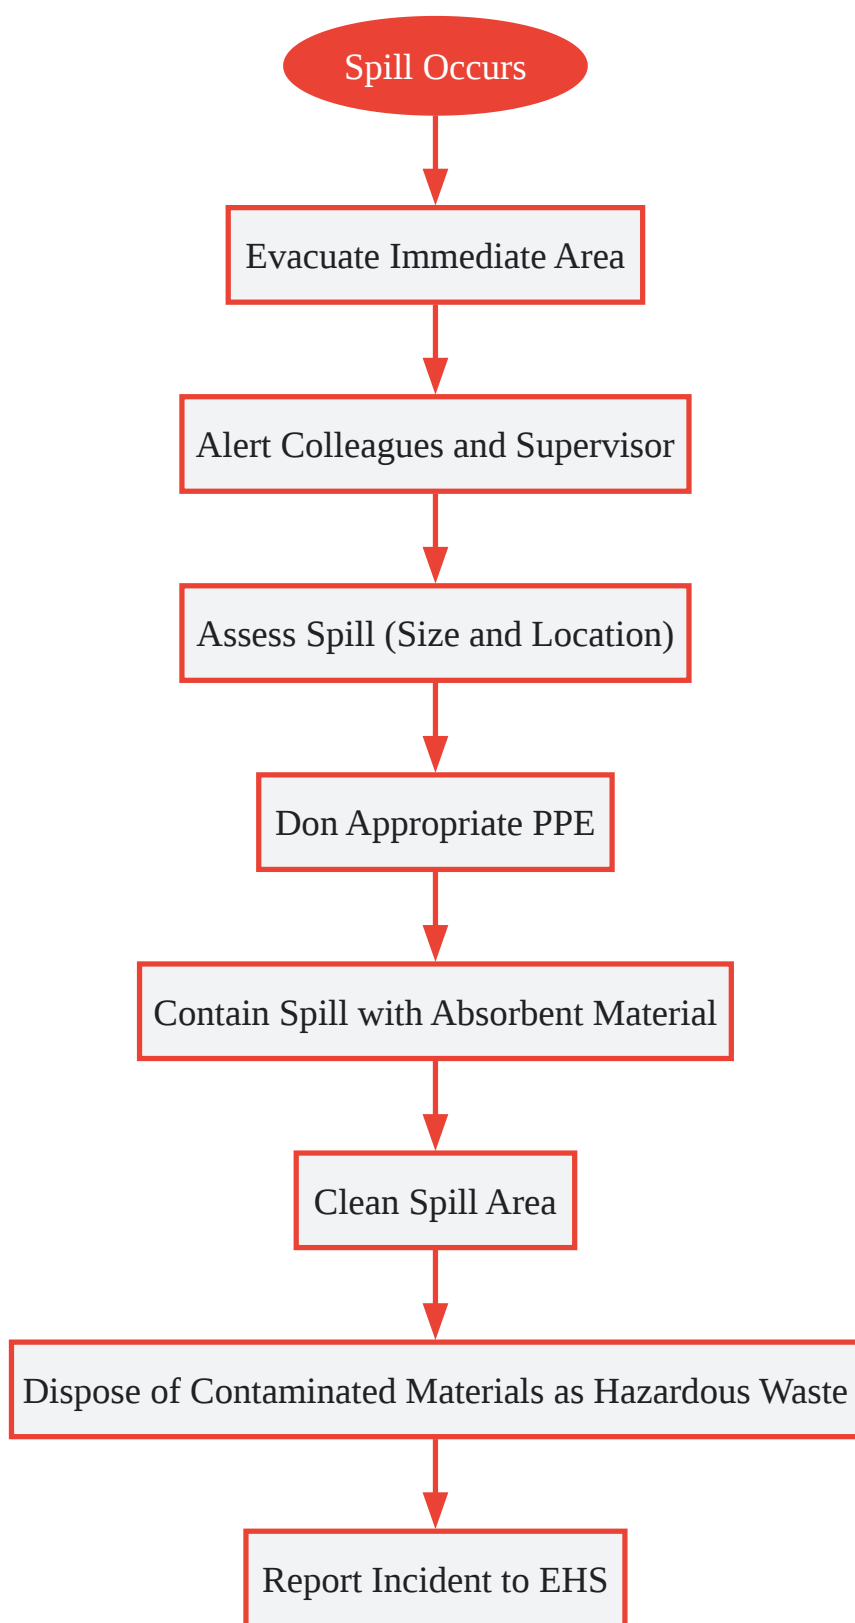 Spill Occurs
Evacuate Immediate Area
Alert Colleagues and Supervisor
Assess Spill (Size and Location)
Don Appropriate PPE
Contain Spill with Absorbent Material
Clean Spill Area
Dispose of Contaminated Materials as Hazardous Waste
Report Incident to EHS